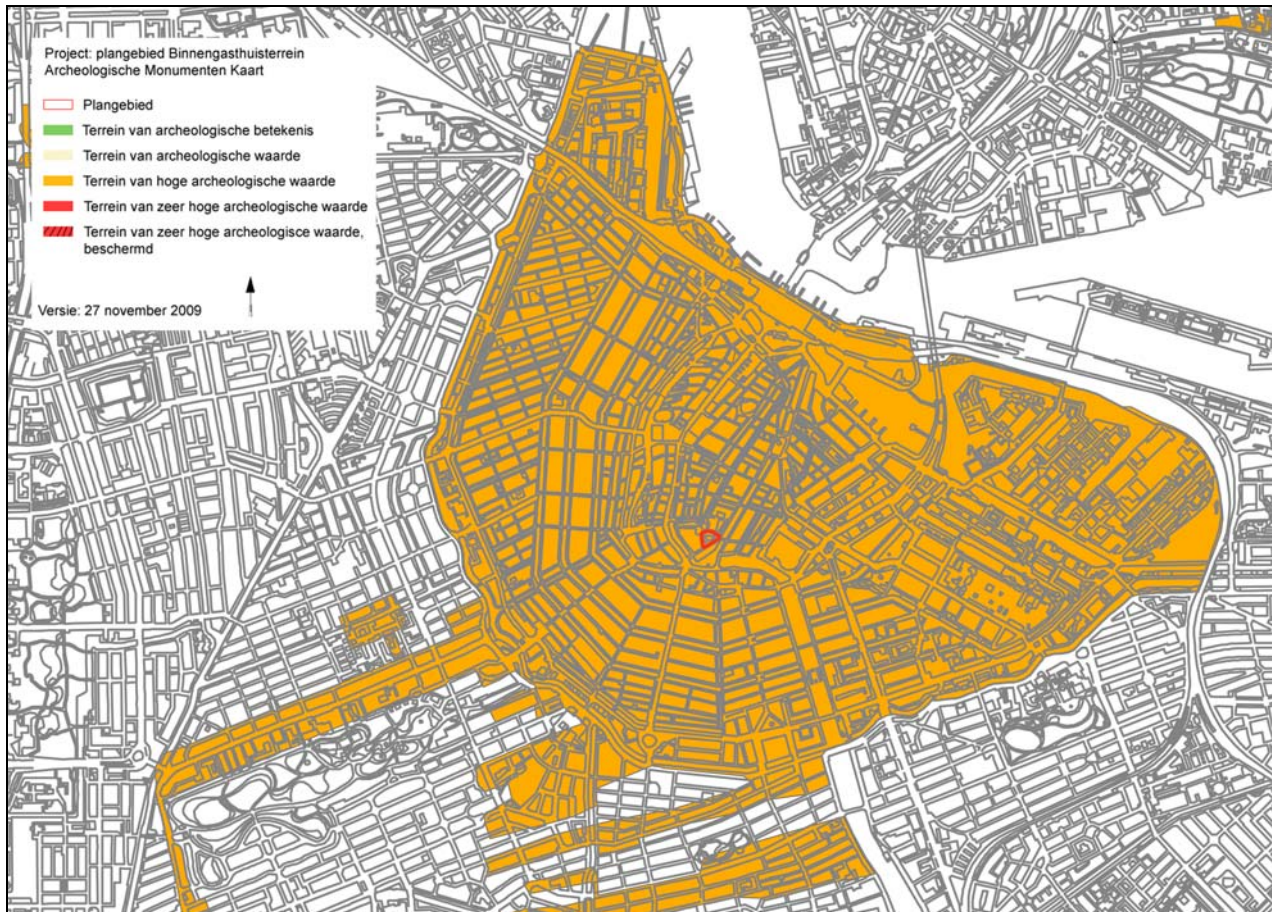 Project: plangebied Binnengasthuisterrein
Archeologische Monumenten Kaart
Plangebied
Terrein van archeologische betekenis
Terrein van archeologische waarde
Terrein van hoge archeologische waarde
Terrein van zeer hoge archeologische waarde
Terrein van zeer hoge archeologisce waarde,
beschermd
Versie: 27 november 2009